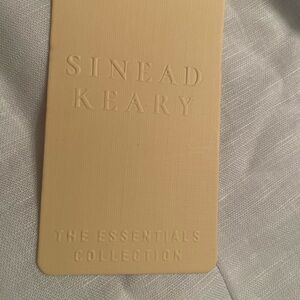 SINEAD
KEARY
THE ESSENTIALS
COLLECTION